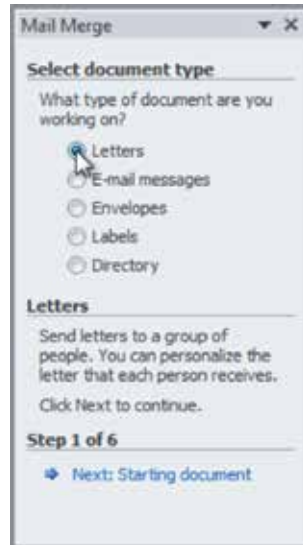 Mail Merge
Select document type
What type of document are you
working on?
Letters
E-mail messages
Envelopes
Labels
Directory
Letters
Send letters to a group of
people. You can personalize the
letter that each person receives.
Click Next to continue.
Step 1 of 6
Next: Starting document